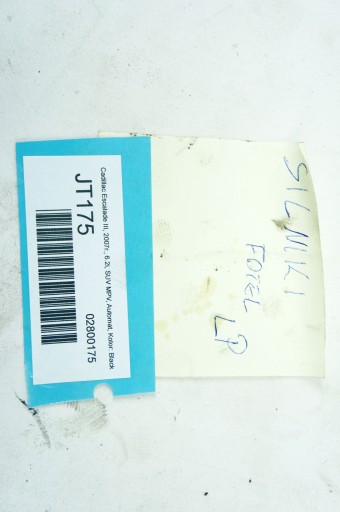 Cadillac Escalade III, 2007r., 6.2i, SUV MPV, Automat, Kolor: Black
JT175
02800175
SILNIKI
FOTEL
LP